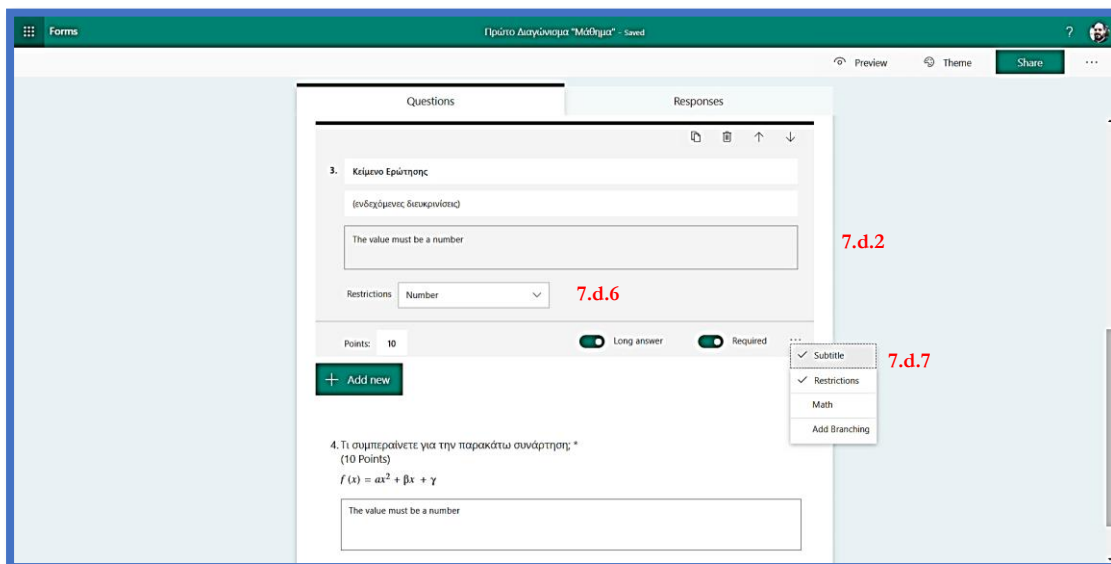 Forms
Πρώτο Διαγώνισμα "Μάθημα" - Saved
?
Preview
Theme
Share
...
Questions
Responses
3. Κείμενο Ερώτησης
(ενδεχόμενες διευκρινίσεις)
The value must be a number
7.d.2
Restrictions Number
7.d.6
Points: 10
Long answer
Required
...
Subtitle
7.d.7
Restrictions
Math
Add Branching
+ Add new
4. Τι συμπεραίνετε για την παρακάτω συνάρτηση; *
(10 Points)
f (x) = ax² + βx + γ
The value must be a number